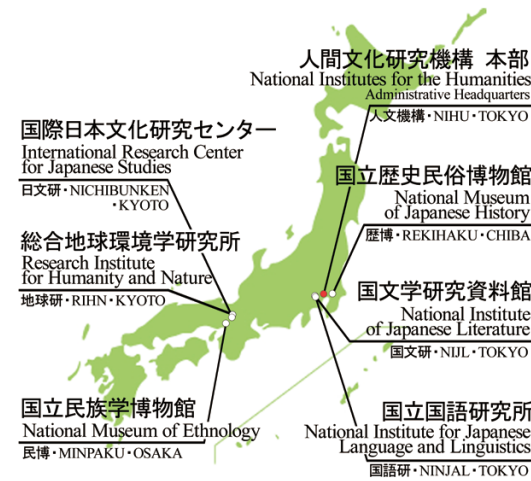 人間文化研究機構 本部
National Institutes for the Humanities
Administrative Headquarters
人文機構・NIHU・TOKYO
国際日本文化研究センター
International Research Center
for Japanese Studies
日文研・NICHIBUNKEN
・KYOTO
国立歴史民俗博物館
National Museum
of Japanese History
歴博・REKIHAKU・CHIBA
総合地球環境学研究所
Research Institute
for Humanity and Nature
地球研・RIHN・KYOTO
国文学研究資料館
National Institute
of Japanese Literature
国文研・NIJL・TOKYO
国立民族学博物館
National Museum of Ethnology
民博・MINPAKU・OSAKA
国立国語研究所
National Institute for Japanese
Language and Linguistics
国語研・NINJAL・TOKYO